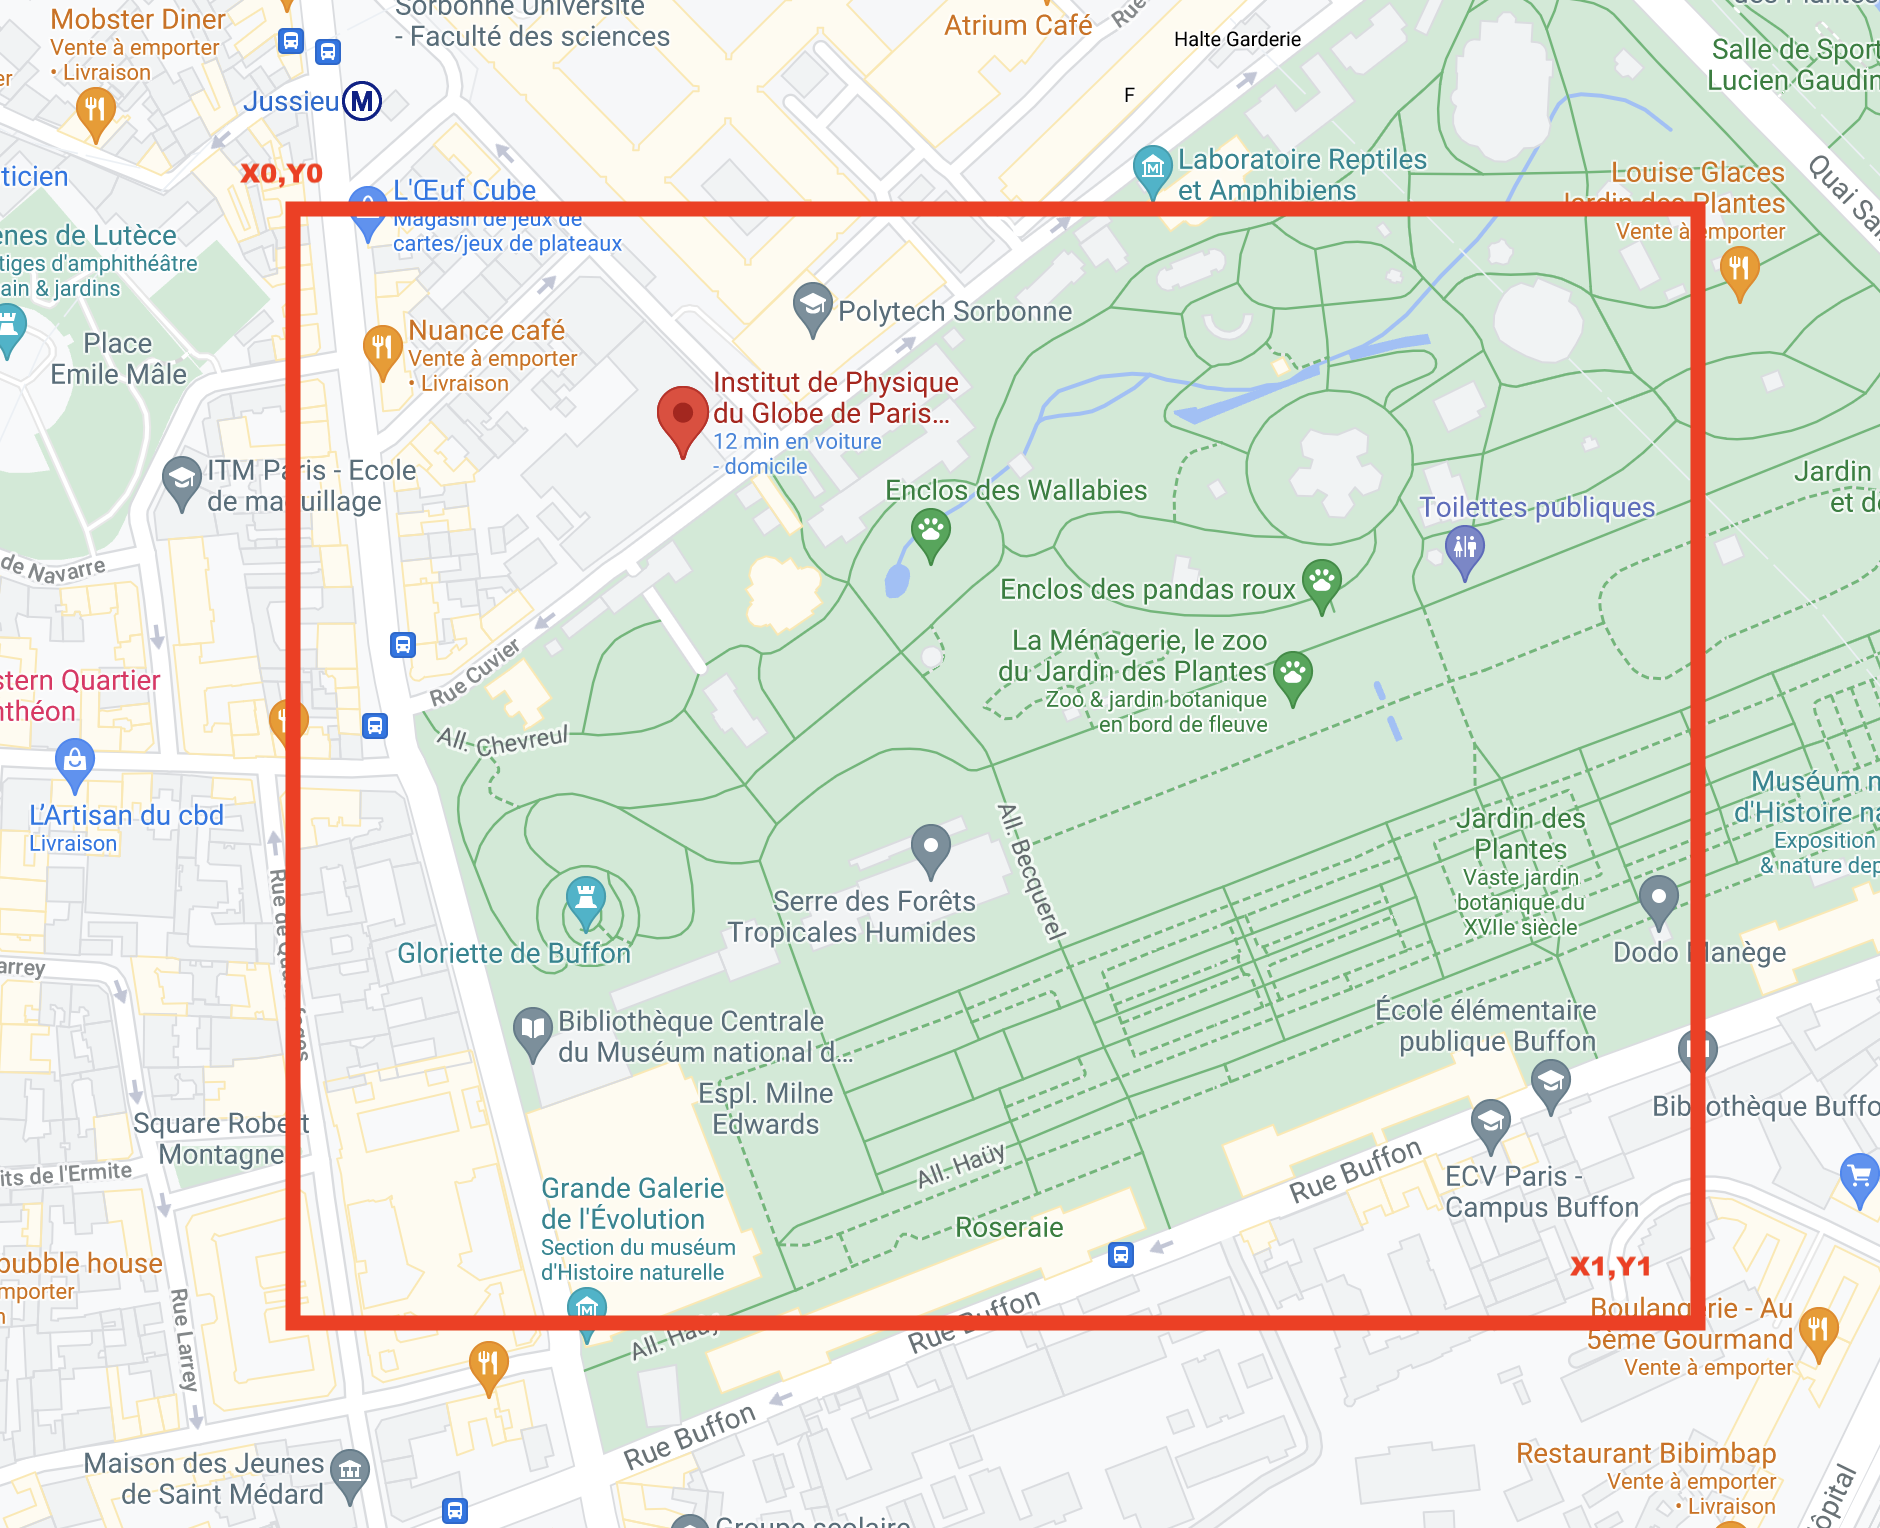 Mobster Diner
Vente à emporter
• Livraison
Sorbonne Université
- Faculté des sciences
Atrium Café
Rue
Halte Garderie
F
Salle de Sport
Lucien Gaudin
Jussieu
M
ticien
X0,Y0
L'Œuf Cube
Magasin de jeux de
cartes/jeux de plateaux
Laboratoire Reptiles
et Amphibiens
Louise Glaces
Jardin des Plantes
Vente à emporter
Quai Sai
enes de Lutèce
tiges d'amphithéâtre
ain & jardins
Place
Emile Mâle
Nuance café
Vente à emporter
• Livraison
Polytech Sorbonne
Institut de Physique
du Globe de Paris...
12 min en voiture
- domicile
ITM Paris - Ecole
de maquillage
Enclos des Wallabies
Toilettes publiques
Jardin
et de
de Navarre
Enclos des pandas roux
La Ménagerie, le zoo
du Jardin des Plantes
Zoo & jardin botanique
en bord de fleuve
Rue Cuvier
stern Quartier
nthéon
All. Chevreul
L'Artisan du cbd
Livraison
All. Becquerel
Jardin des
Plantes
Vaste jardin
botanique du
XVIIe siècle
Muséum n
d'Histoire na
Exposition
& nature dep
Serre des Forêts
Tropicales Humides
Gloriette de Buffon
Dodo Manège
arrey
Rue de
Bibliothèque Centrale
du Muséum national d...
École élémentaire
publique Buffon
Espl. Milne
Edwards
Bibliothèque Buffo
Square Robert
Montagne
its de l'Ermite
All. Haüy
Rue Buffon
ECV Paris -
Campus Buffon
Grande Galerie
de l'Évolution
Section du muséum
d'Histoire naturelle
Roseraie
X1,Y1
bubble house
mporter
n
Rue Larrey
All. Haüy
Rue Buffon
Boulangerie - Au
5ème Gourmand
Vente à emporter
Rue Buffon
Maison des Jeunes
de Saint Médard
Restaurant Bibimbap
Vente à emporter
• Livraison
ôpital
Groupe scolaire